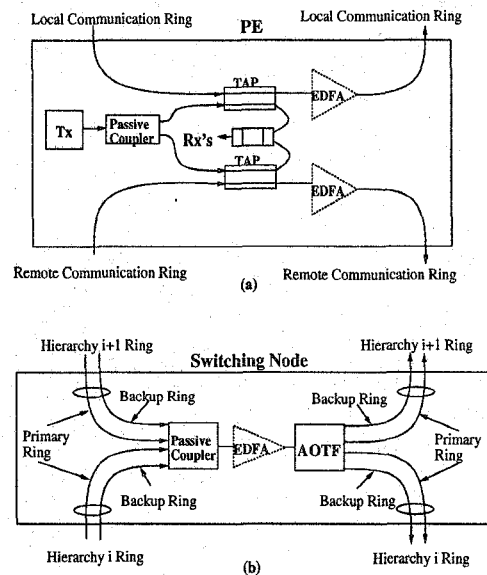 Local Communication Ring
Local Communication Ring
PE
TAP
EDFA
Tx
Passive
Coupler
Rx's
TAP
EDFA
Remote Communication Ring
Remote Communication Ring
(a)
Hierarchy i+1 Ring
Hierarchy i+1 Ring
Switching Node
Backup Ring
Backup Ring
Primary
Ring
Passive
Coupler
EDFA
AOTF
Primary
Ring
Backup Ring
Backup Ring
Hierarchy i Ring
Hierarchy i Ring
(b)